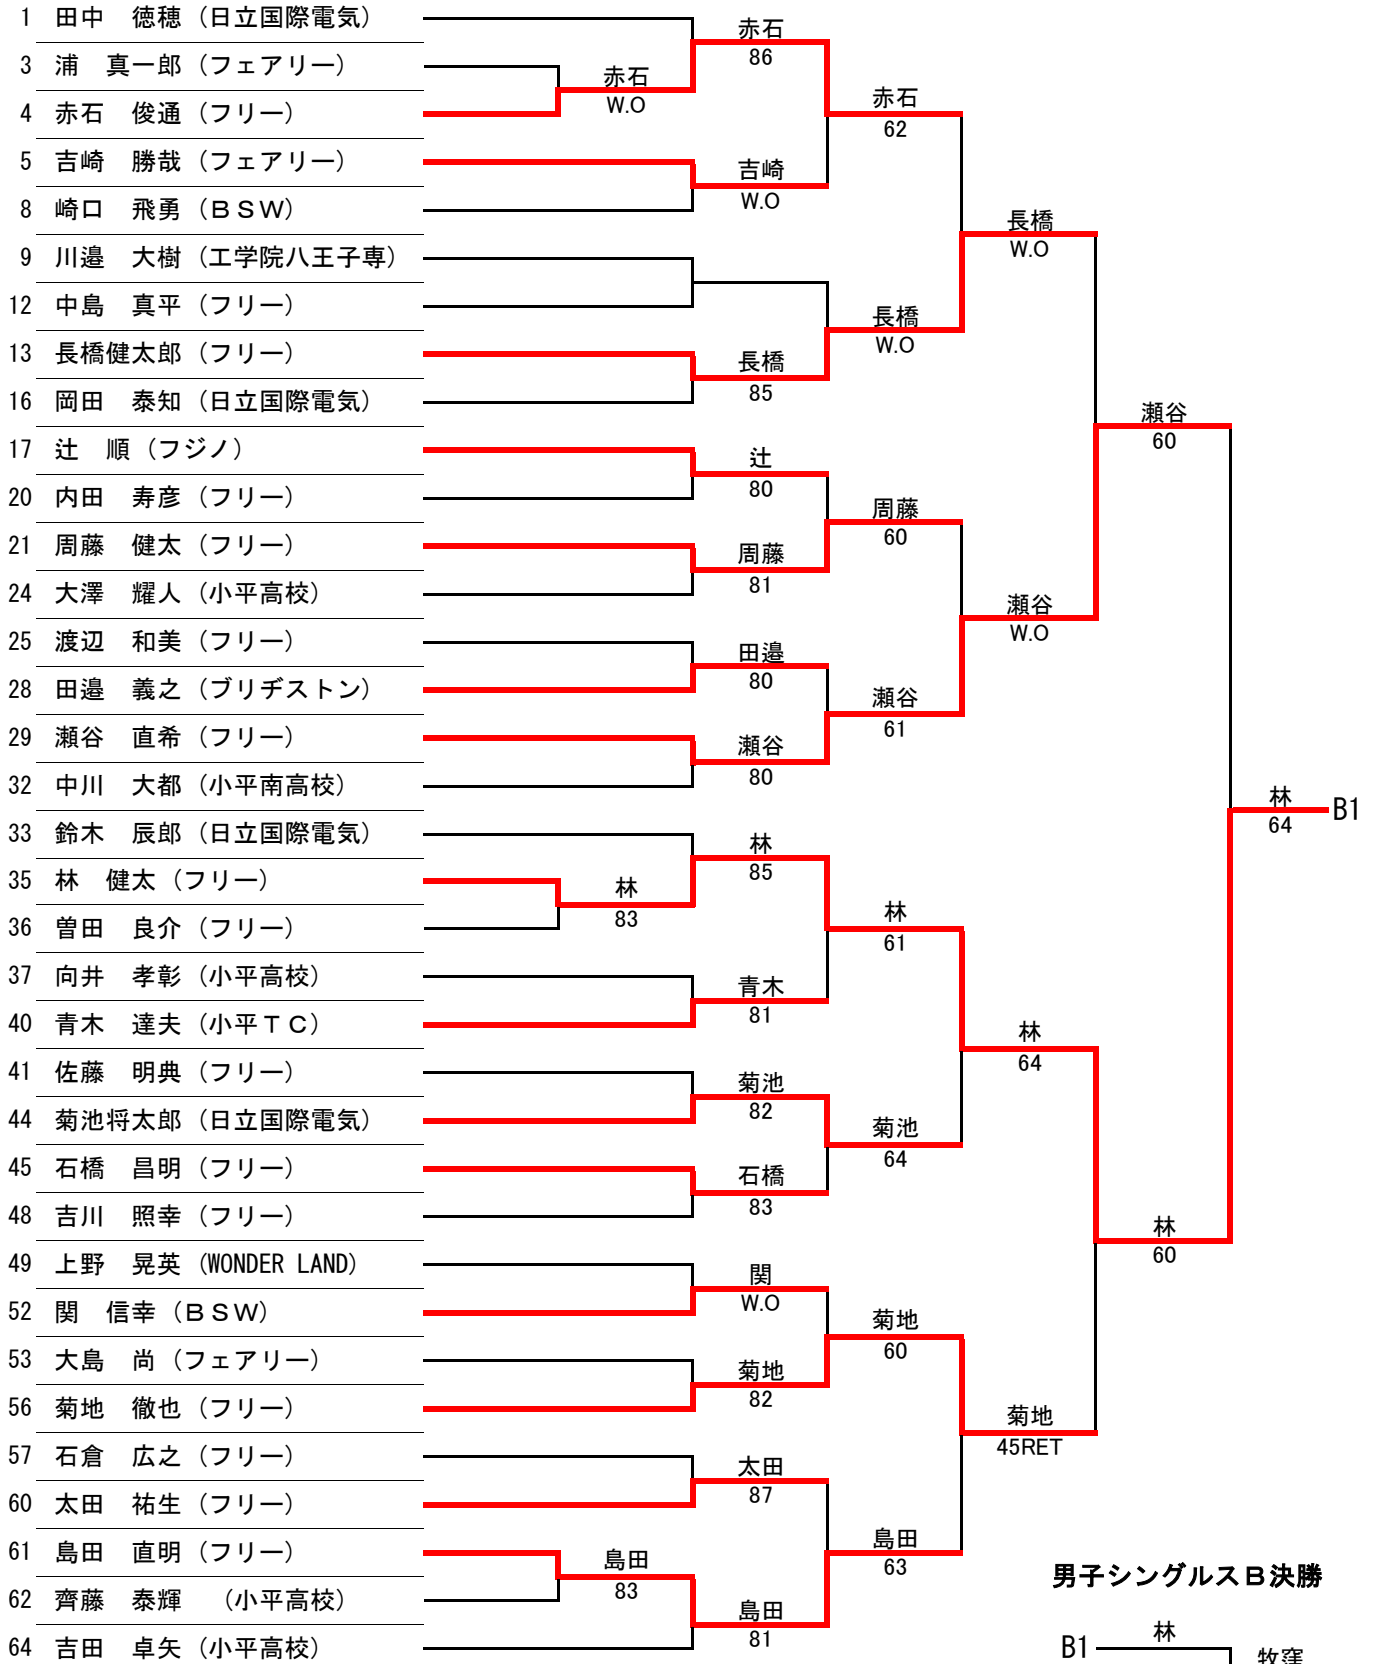 1 田中　徳穂（日立国際電気）
3 浦　真一郎（フェアリー）
4 赤石　俊通（フリー）
5 吉崎　勝哉（フェアリー）
8 崎口　飛勇（ＢＳＷ）
9 川邉　大樹（工学院八王子専）
12 中島　真平（フリー）
13 長橋健太郎（フリー）
16 岡田　泰知（日立国際電気）
17 辻　順（フジノ）
20 内田　寿彦（フリー）
21 周藤　健太（フリー）
24 大澤　耀人（小平高校）
25 渡辺　和美（フリー）
28 田邉　義之（ブリヂストン）
29 瀬谷　直希（フリー）
32 中川　大都（小平南高校）
33 鈴木　辰郎（日立国際電気）
35 林　健太（フリー）
36 曽田　良介（フリー）
37 向井　孝彰（小平高校）
40 青木　達夫（小平ＴＣ）
41 佐藤　明典（フリー）
44 菊池将太郎（日立国際電気）
45 石橋　昌明（フリー）
48 吉川　照幸（フリー）
49 上野　晃英（WONDER LAND）
52 関　信幸（ＢＳＷ）
53 大島　尚（フェアリー）
56 菊地　徹也（フリー）
57 石倉　広之（フリー）
60 太田　祐生（フリー）
61 島田　直明（フリー）
62 齊藤　泰輝　（小平高校）
64 吉田　卓矢（小平高校）
赤石
W.O
林
83
島田
83
赤石
86
吉崎
W.O
長橋
85
辻
80
周藤
81
田邉
80
瀬谷
80
林
85
青木
81
菊池
82
石橋
83
関
W.O
菊地
82
太田
87
島田
81
赤石
62
長橋
W.O
周藤
60
瀬谷
61
林
61
菊池
64
菊地
60
島田
63
長橋
W.O
瀬谷
W.O
林
64
菊地
45RET
瀬谷
60
林
60
林
64
B1
男子シングルスＢ決勝
B1 林
牧窪